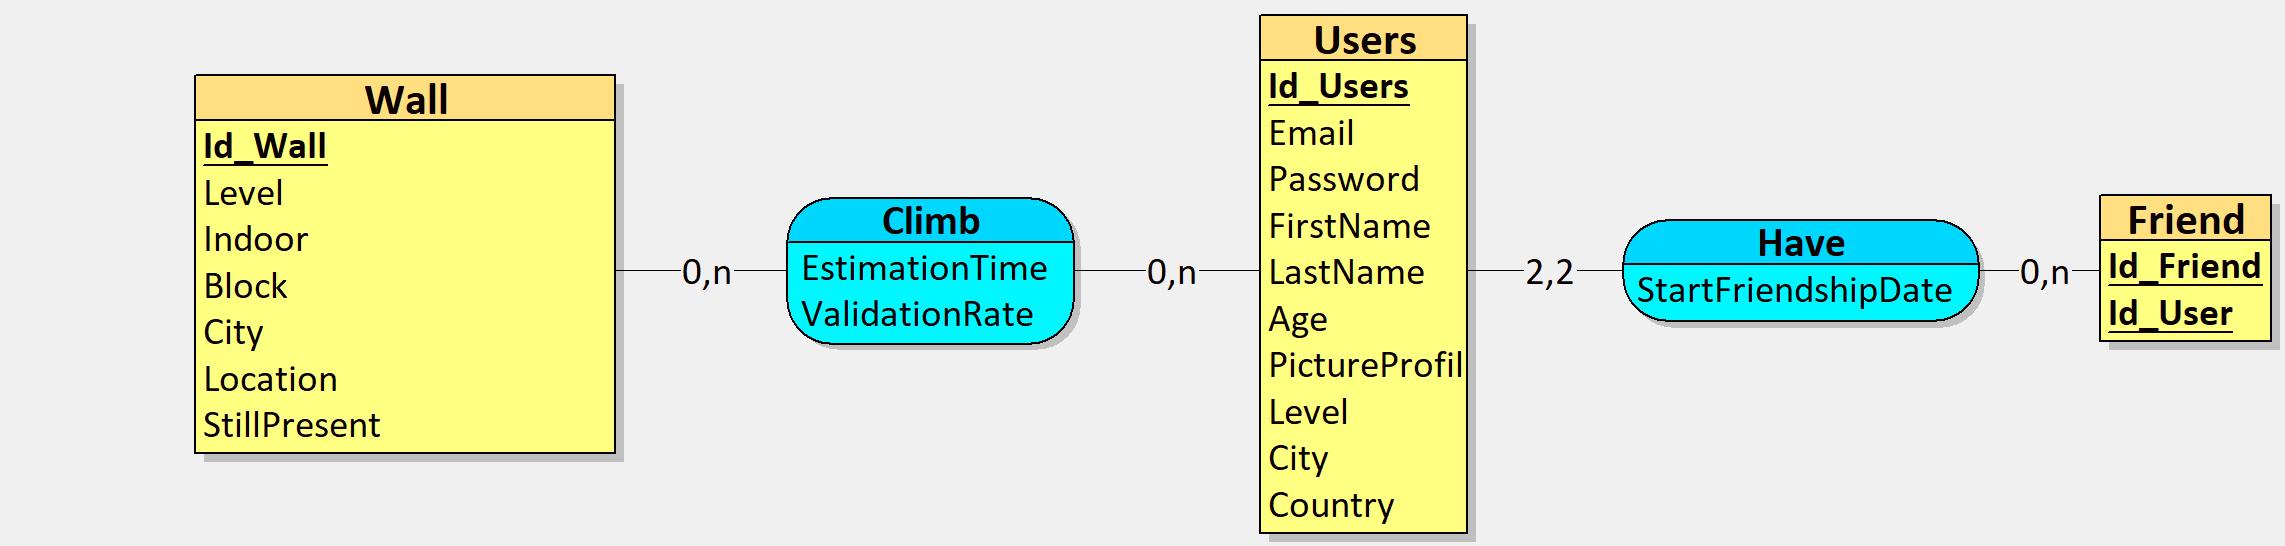 Wall
Id_Wall
Level
Indoor
Block
City
Location
StillPresent
0,n
Climb
EstimationTime
ValidationRate
0,n
Users
Id_Users
Email
Password
FirstName
LastName
Age
PictureProfil
Level
City
Country
2,2
Have
StartFriendshipDate
0,n
Friend
Id_Friend
Id_User